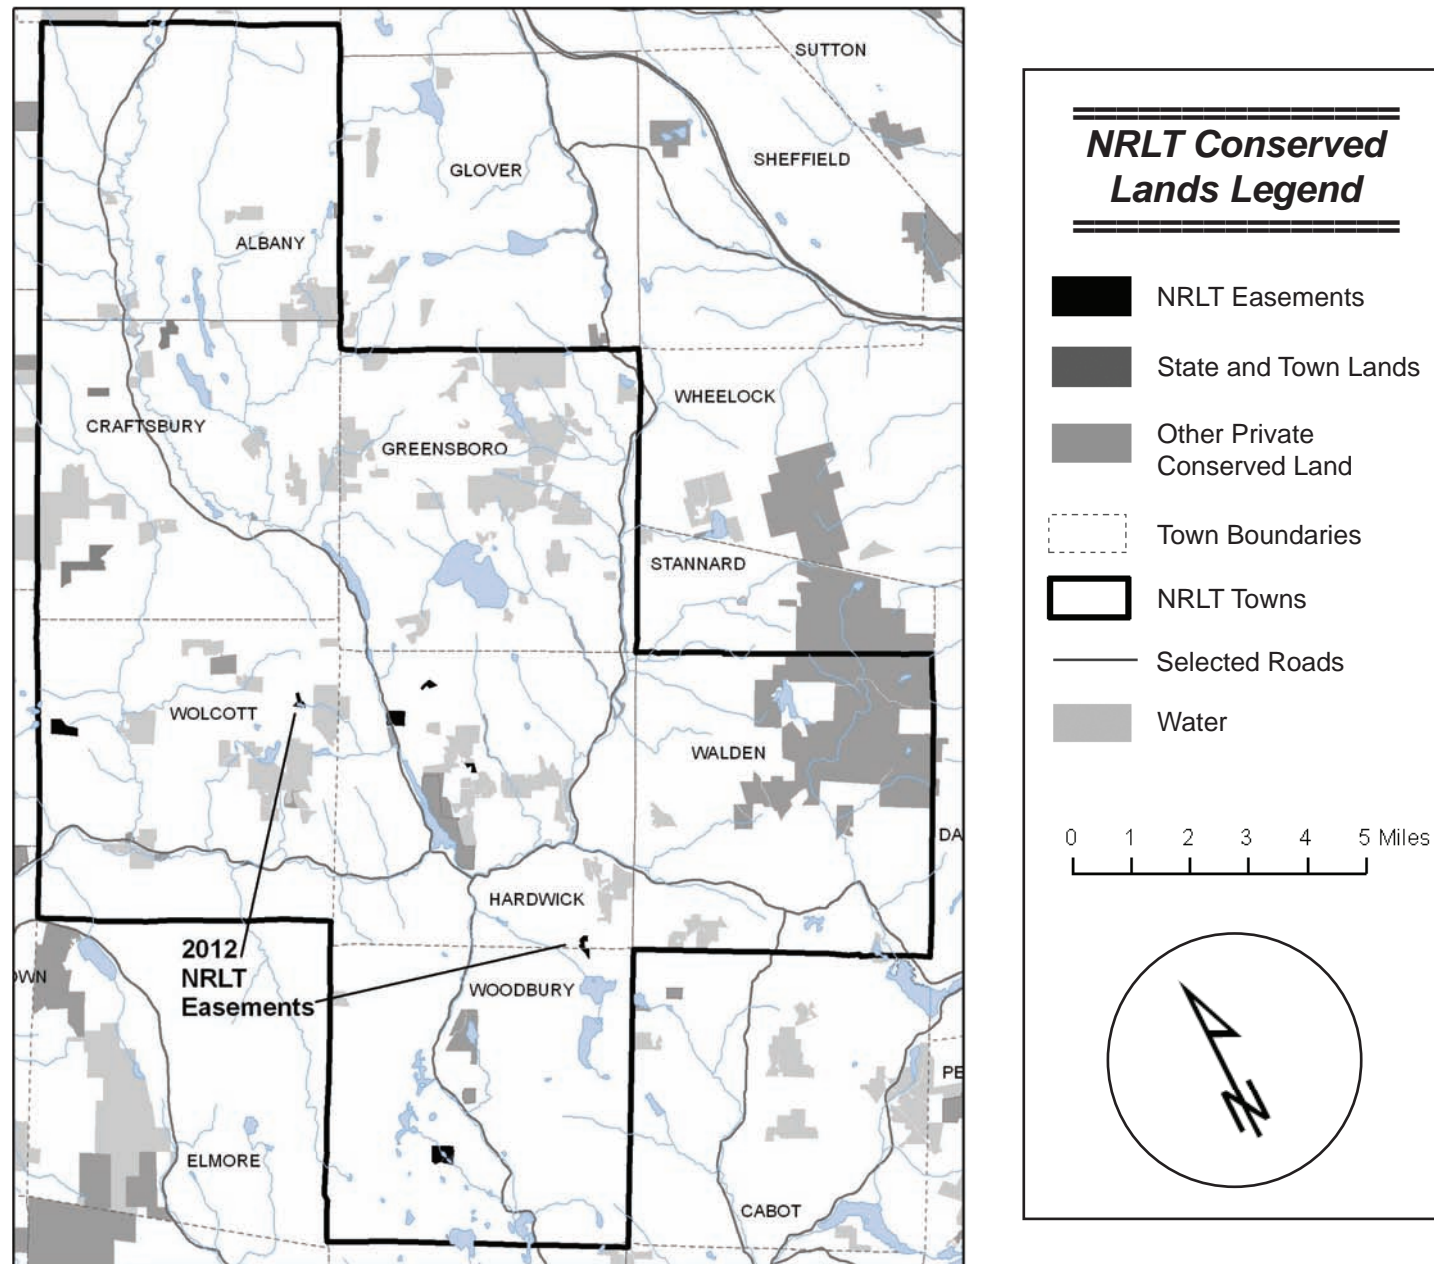 SUTTON
SHEFFIELD
GLOVER
ALBANY
WHEELOCK
CRAFTSBURY
GREENSBORO
STANNARD
WOLCOTT
WALDEN
DA
HARDWICK
2012
NRLT
Easements
OWN
WOODBURY
PE
ELMORE
CABOT
NRLT Conserved
Lands Legend
NRLT Easements
State and Town Lands
Other Private
Conserved Land
Town Boundaries
NRLT Towns
Selected Roads
Water
0 1 2 3 4 5 Miles
N